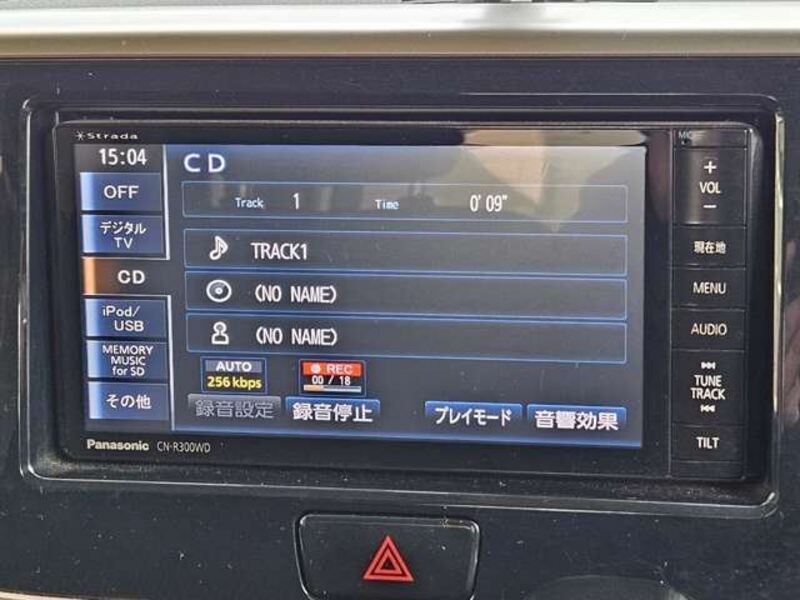 Strada
15:04
OFF
デジタル
TV
CD
iPod/
USB
MEMORY
MUSIC
for SD
その他
CD
Track 1 Time 0' 09"
TRACK1
(NO NAME)
(NO NAME)
AUTO
256 kbps
REC
00 / 18
録音設定
録音停止
プレイモード
音響効果
Panasonic CN-R300WD
MIC
+
VOL
−
現在地
MENU
AUDIO
TUNE
TRACK
TILT